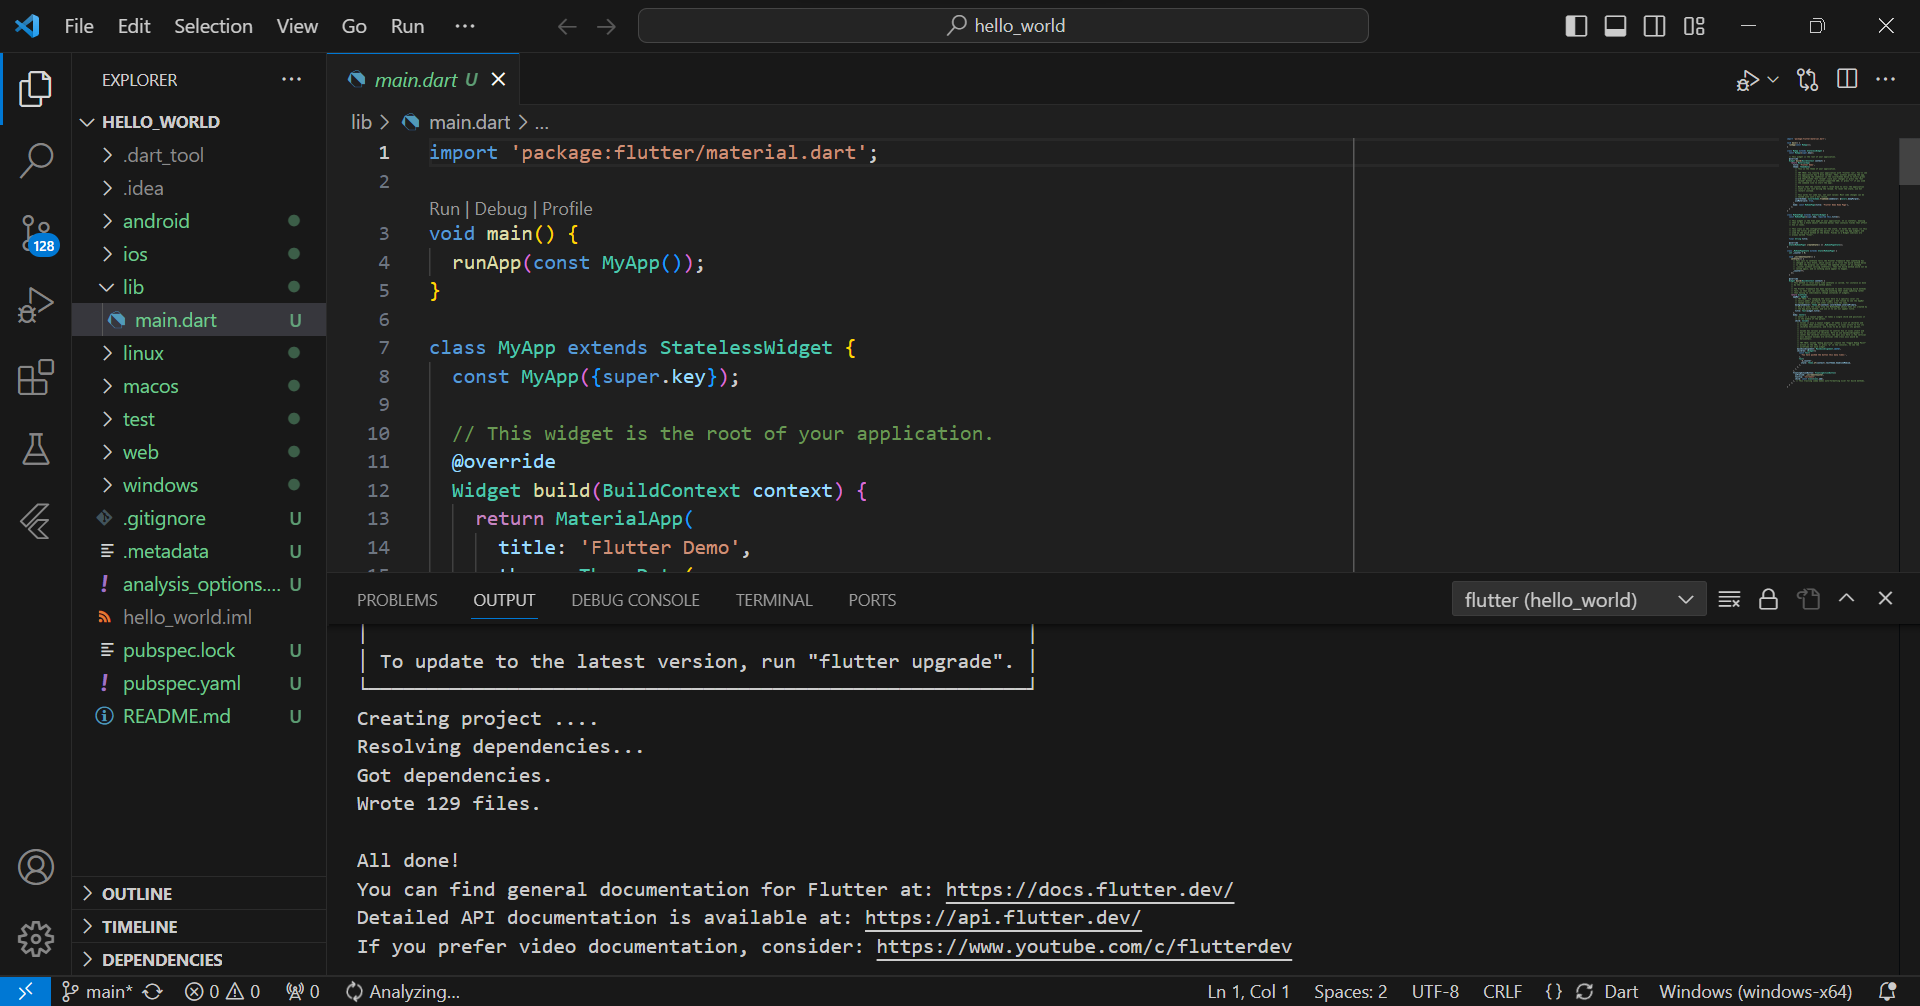 File Edit Selection View Go Run ···
hello_world
EXPLORER
HELLO_WORLD
.dart_tool
.idea
android
ios
lib
main.dart U
linux
macos
test
web
windows
.gitignore U
.metadata U
analysis_options.... U
hello_world.iml
pubspec.lock U
pubspec.yaml U
README.md U
OUTLINE
TIMELINE
DEPENDENCIES
128
main.dart U
lib > main.dart > ...
1 import 'package:flutter/material.dart';
2
Run | Debug | Profile
3 void main() {
4 runApp(const MyApp());
5 }
6
7 class MyApp extends StatelessWidget {
8 const MyApp({super.key});
9
10 // This widget is the root of your application.
11 @override
12 Widget build(BuildContext context) {
13 return MaterialApp(
14 title: 'Flutter Demo',
PROBLEMS OUTPUT DEBUG CONSOLE TERMINAL PORTS
flutter (hello_world)
To update to the latest version, run "flutter upgrade".
Creating project ....
Resolving dependencies...
Got dependencies.
Wrote 129 files.
All done!
You can find general documentation for Flutter at: https://docs.flutter.dev/
Detailed API documentation is available at: https://api.flutter.dev/
If you prefer video documentation, consider: https://www.youtube.com/c/flutterdev
main* 0 0 0 Analyzing...
Ln 1, Col 1 Spaces: 2 UTF-8 CRLF {} Dart Windows (windows-x64)